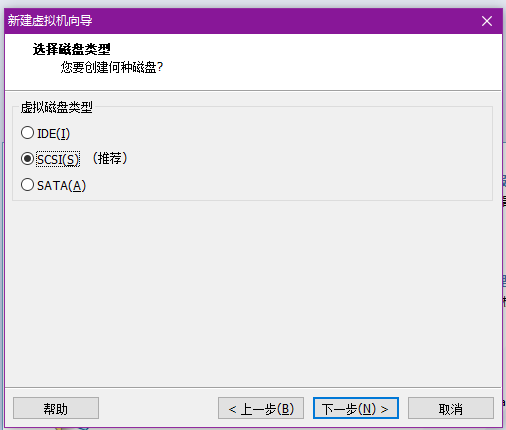 新建虚拟机向导
选择磁盘类型
您要创建何种磁盘?
虚拟磁盘类型
IDE(I)
SCSI(S) (推荐)
SATA(A)
帮助
< 上一步(B)
下一步(N) >
取消